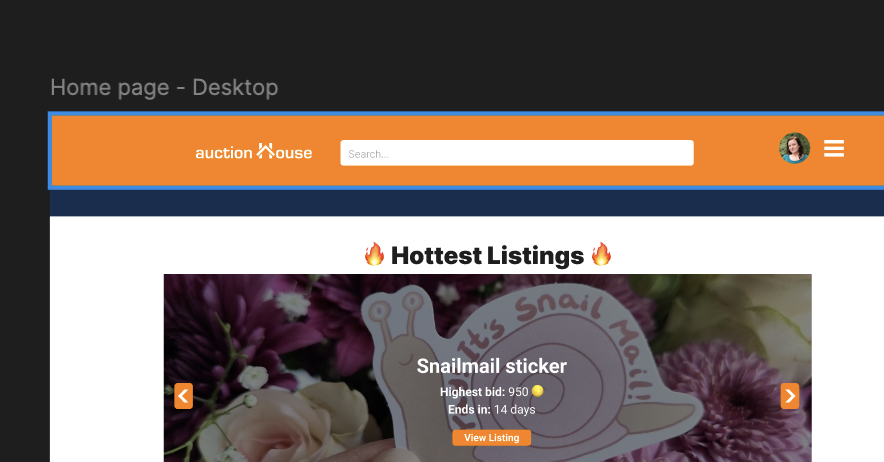 Home page - Desktop
auction house
Search...
🔥 Hottest Listings 🔥
It's Snail Mail!
Snailmail sticker
Highest bid: 950
Ends in: 14 days
View Listing